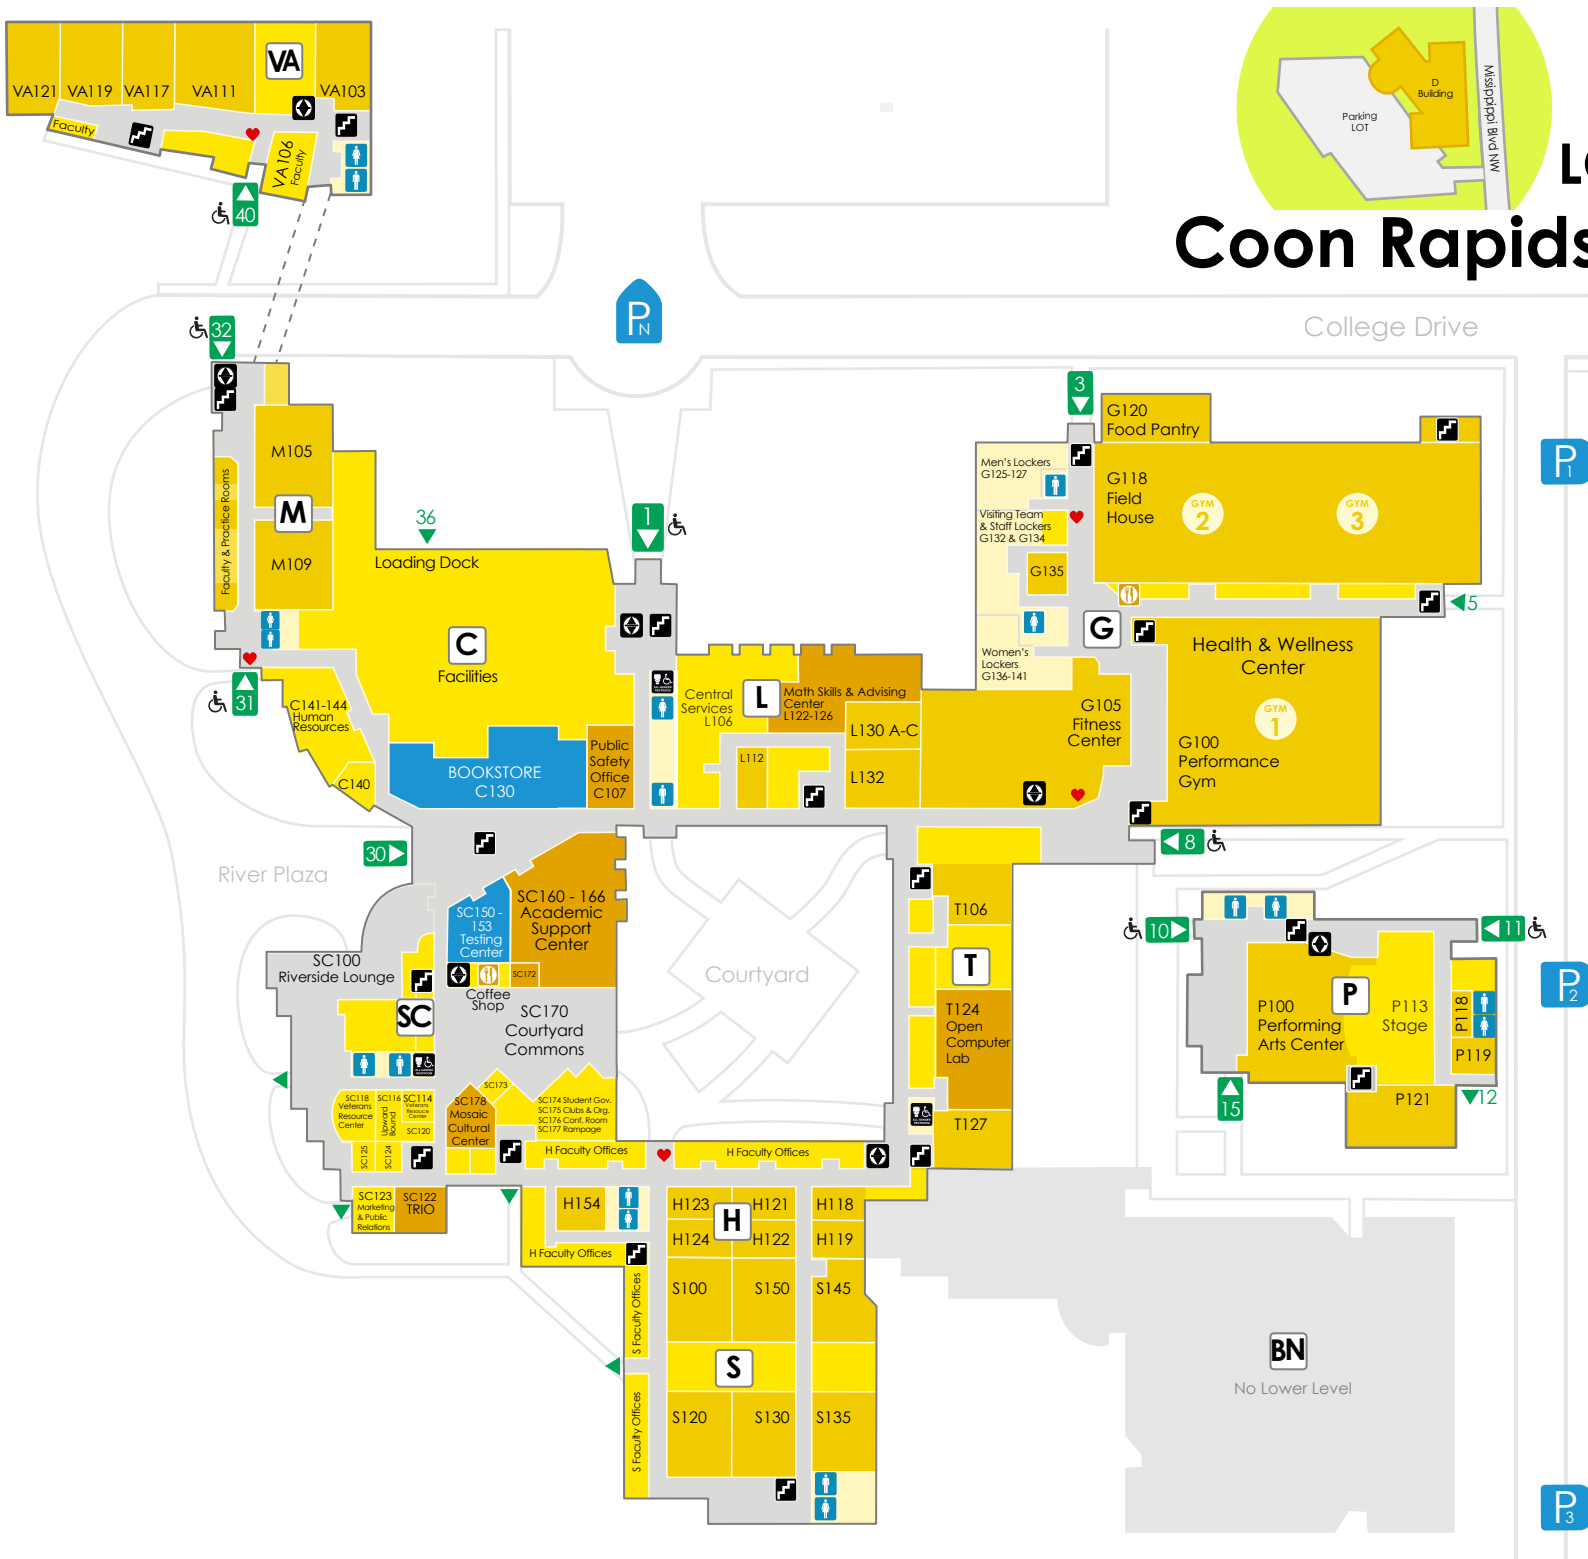 VA
VA121
VA119
VA117
VA111
VA103
Faculty
VA106
Faculty
40
D
Building
Parking
LOT
Mississippi Blvd NW
Coon Rapids
College Drive
P
N
32
M105
M
M109
Faculty & Practice Rooms
36
Loading Dock
1
C
Facilities
31
C141-144
Human
Resources
C140
BOOKSTORE
C130
Public
Safety
Office
C107
Central
Services
L106
L
Math Skills & Advising
Center
L122-126
L130 A-C
L112
L132
3
G120
Food Pantry
Men's Lockers
G125-127
G118
Field
House
GYM
2
GYM
3
Visiting Team
& Staff Lockers
G132 & G134
G135
5
G
Women's
Lockers
G136-141
G105
Fitness
Center
Health & Wellness
Center
GYM
1
G100
Performance
Gym
P
1
8
30
River Plaza
SC150 -
153
Testing
Center
SC160 - 166
Academic
Support
Center
SC172
SC100
Riverside Lounge
Coffee
Shop
SC
SC170
Courtyard
Commons
Courtyard
T106
T
T124
Open
Computer
Lab
T127
10
11
P100
Performing
Arts Center
P
P113
Stage
P118
P119
P121
12
15
P
2
SC118
Veterans
Resource
Center
SC116
Upward
Bound
SC114
Veterans
Resource
Center
SC120
SC125
SC124
SC173
SC178
Mosaic
Cultural
Center
SC174 Student Gov.
SC175 Clubs & Org.
SC176 Conf. Room
SC177 Rampage
H Faculty Offices
H Faculty Offices
SC123
Marketing
& Public
Relations
SC122
TRIO
H154
H Faculty Offices
H123
H121
H118
H
H124
H122
H119
S Faculty Offices
S100
S150
S145
S
S Faculty Offices
S120
S130
S135
BN
No Lower Level
P
3